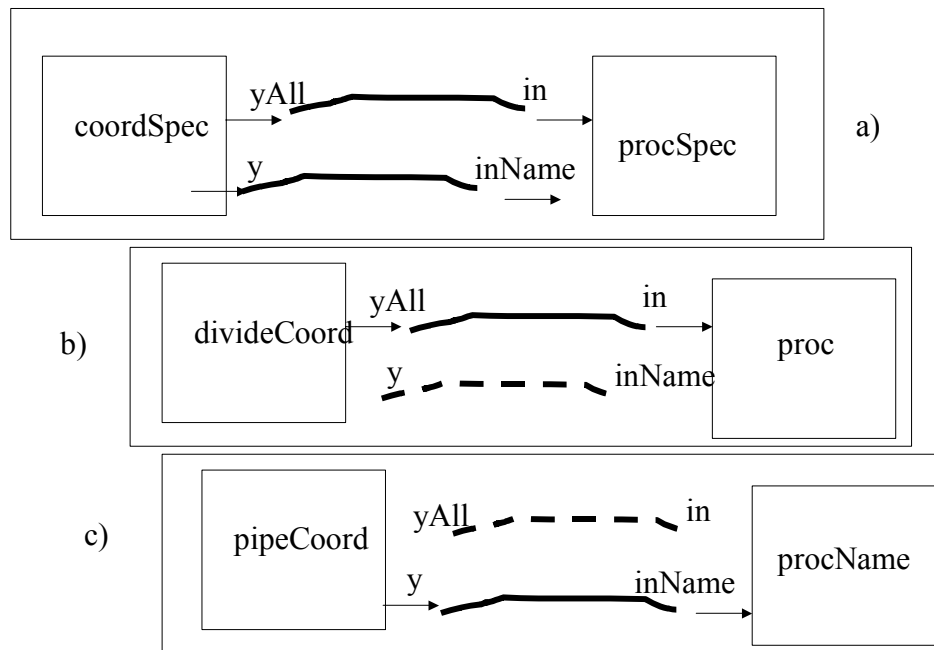 yAll in
coordSpec procSpec a)
y inName
yAll in
b) divideCoord proc
y inName
yAll in
c) pipeCoord procName
y inName